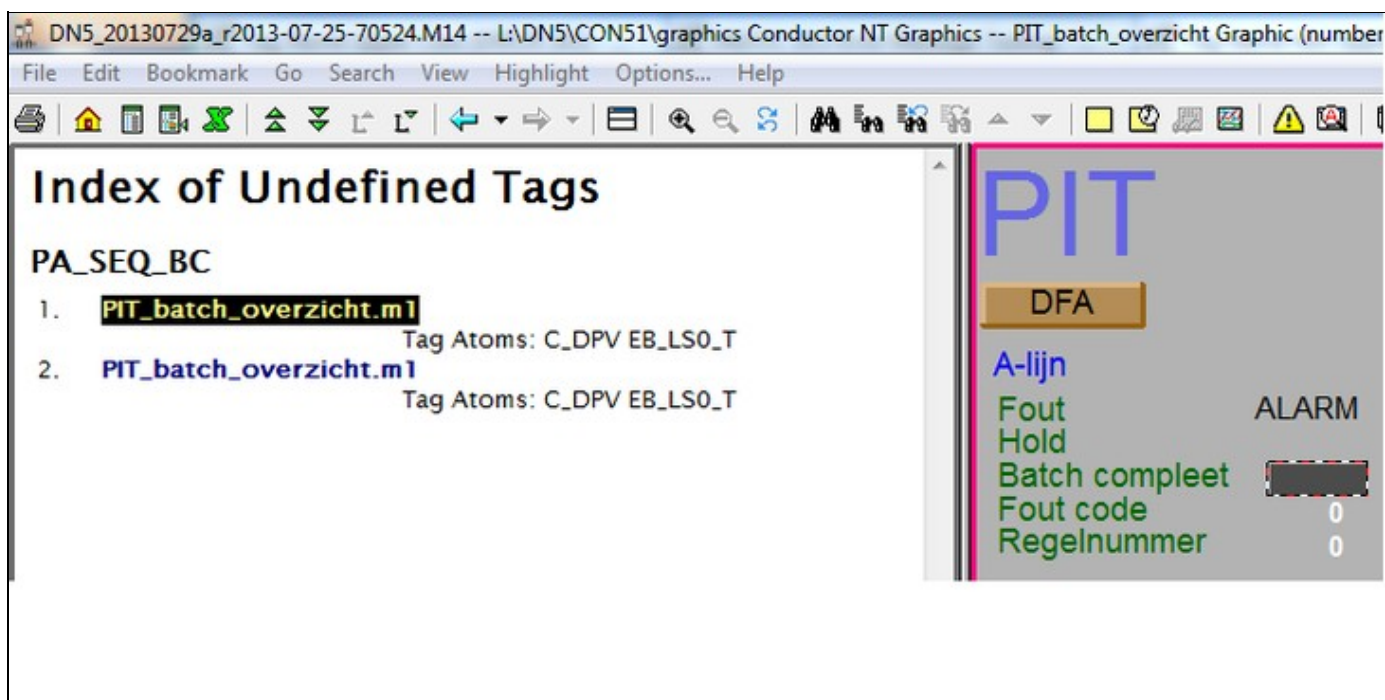 DN5_20130729a_r2013-07-25-70524.M14 -- L:\DN5\CON51\graphics Conductor NT Graphics -- PIT_batch_overzicht Graphic (number
File Edit Bookmark Go Search View Highlight Options... Help
Index of Undefined Tags
PA_SEQ_BC
1. PIT_batch_overzicht.m1
Tag Atoms: C_DPV EB_LS0_T
2. PIT_batch_overzicht.m1
Tag Atoms: C_DPV EB_LS0_T
PIT
DFA
A-lijn
Fout ALARM
Hold
Batch compleet
Fout code 0
Regelnummer 0